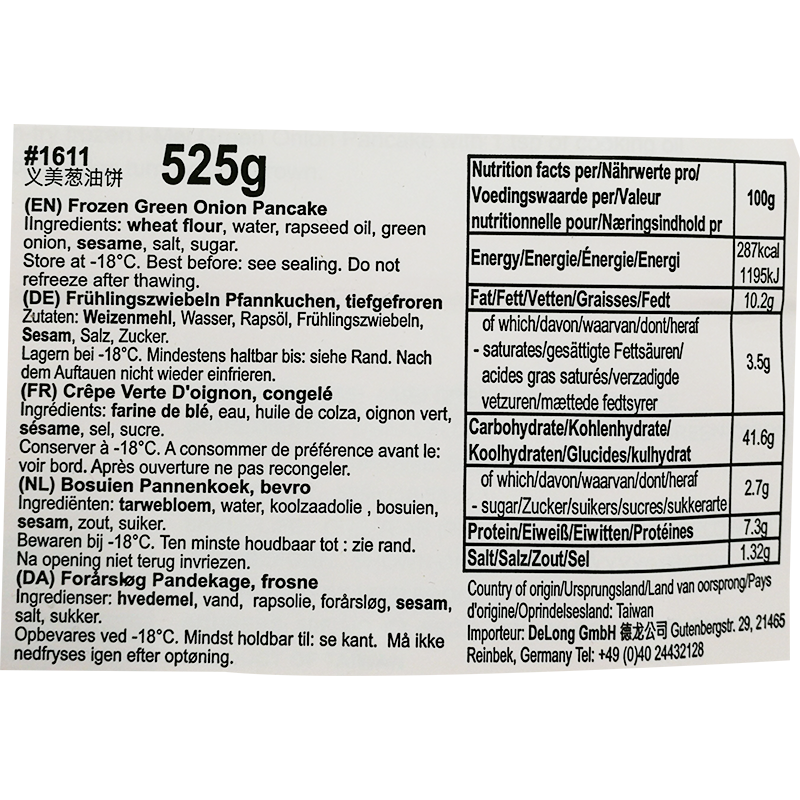 #1611
义美葱油饼
525g
(EN) Frozen Green Onion Pancake
IIngredients: wheat flour, water, rapseed oil, green
onion, sesame, salt, sugar.
Store at -18°C. Best before: see sealing. Do not
refreeze after thawing.
(DE) Frühlingszwiebeln Pfannkuchen, tiefgefroren
Zutaten: Weizenmehl, Wasser, Rapsöl, Frühlingszwiebeln,
Sesam, Salz, Zucker.
Lagern bei -18°C. Mindestens haltbar bis: siehe Rand. Nach
dem Auftauen nicht wieder einfrieren.
(FR) Crêpe Verte D'oignon, congelé
Ingrédients: farine de blé, eau, huile de colza, oignon vert,
sésame, sel, sucre.
Conserver à -18°C. A consommer de préférence avant le:
voir bord. Après ouverture ne pas recongeler.
(NL) Bosuien Pannenkoek, bevro
Ingrediënten: tarwebloem, water, koolzaadolie , bosuien,
sesam, zout, suiker.
Bewaren bij -18°C. Ten minste houdbaar tot : zie rand.
Na opening niet terug invriezen.
(DA) Forårsløg Pandekage, frosne
Ingredienser: hvedemel, vand, rapsolie, forårsløg, sesam,
salt, sukker.
Opbevares ved -18°C. Mindst holdbar til: se kant. Må ikke
nedfryses igen efter optøning.
Nutrition facts per/Nährwerte pro/
Voedingswaarde per/Valeur
nutritionnelle pour/Næringsindhold pr
100g
Energy/Energie/Énergie/Energi
287kcal
1195kJ
Fat/Fett/Vetten/Graisses/Fedt
10.2g
of which/davon/waarvan/dont/heraf
- saturates/gesättigte Fettsäuren/
acides gras saturés/verzadigde
vetzuren/mættede fedtsyrer
3.5g
Carbohydrate/Kohlenhydrate/
Koolhydraten/Glucides/kulhydrat
41.6g
of which/davon/waarvan/dont/heraf
- sugar/Zucker/suikers/sucres/sukkerarte
2.7g
Protein/Eiweiß/Eiwitten/Protéines
7.3g
Salt/Salz/Zout/Sel
1.32g
Country of origin/Ursprungsland/Land van oorsprong/Pays
d'origine/Oprindelsesland: Taiwan
Importeur: DeLong GmbH 德龙公司 Gutenbergstr. 29, 21465
Reinbek, Germany Tel: +49 (0)40 24432128